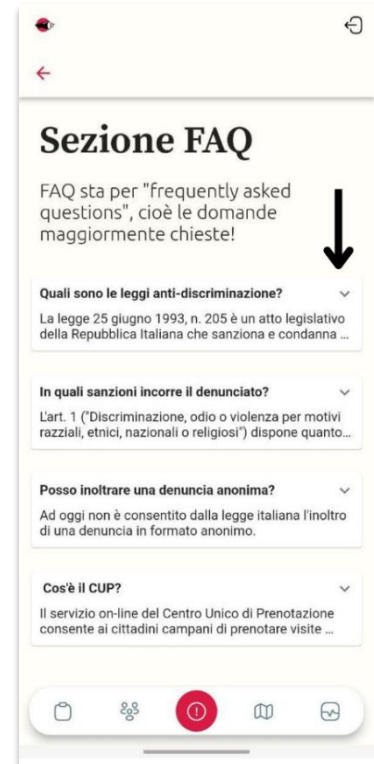 Sezione FAQ
FAQ sta per "frequently asked
questions", cioè le domande
maggiormente chieste!
Quali sono le leggi anti-discriminazione?
La legge 25 giugno 1993, n. 205 è un atto legislativo
della Repubblica Italiana che sanziona e condanna ...
In quali sanzioni incorre il denunciato?
L'art. 1 ("Discriminazione, odio o violenza per motivi
razziali, etnici, nazionali o religiosi") dispone quanto...
Posso inoltrare una denuncia anonima?
Ad oggi non è consentito dalla legge italiana l'inoltro
di una denuncia in formato anonimo.
Cos'è il CUP?
Il servizio on-line del Centro Unico di Prenotazione
consente ai cittadini campani di prenotare visite ...